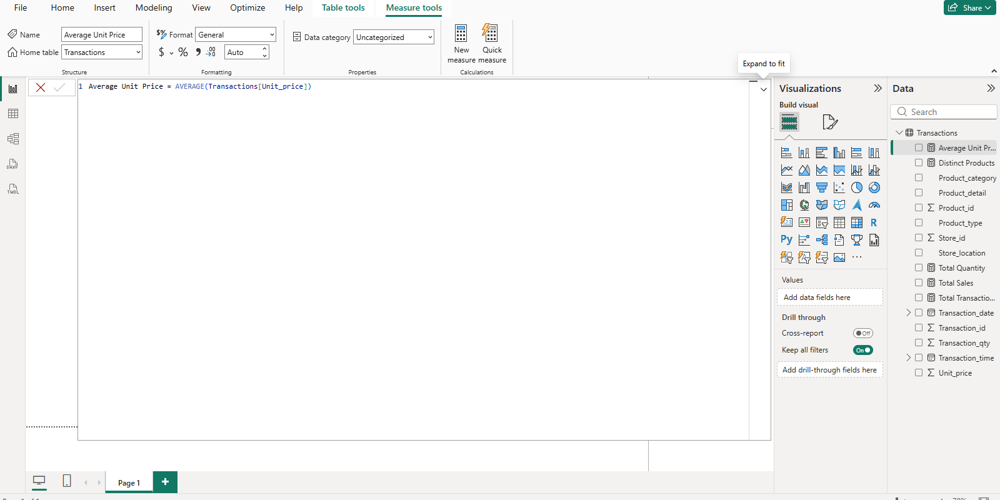 File Home Insert Modeling View Optimize Help Table tools Measure tools Share
Name Average Unit Price
Home table Transactions
Structure
$% Format General
$ % , .00 Auto
Formatting
Data category Uncategorized
Properties
New measure
Quick measure
Calculations
Expand to fit
1 Average Unit Price = AVERAGE(Transactions[Unit_price])
DAX
TMDL
Visualizations
Build visual
123
R
Py
Values
Add data fields here
Drill through
Cross-report Off
Keep all filters On
Add drill-through fields here
Data
Search
Transactions
Average Unit Pr...
Distinct Products
Product_category
Product_detail
Product_id
Product_type
Store_id
Store_location
Total Quantity
Total Sales
Total Transactio...
Transaction_date
Transaction_id
Transaction_qty
Transaction_time
Unit_price
Page 1